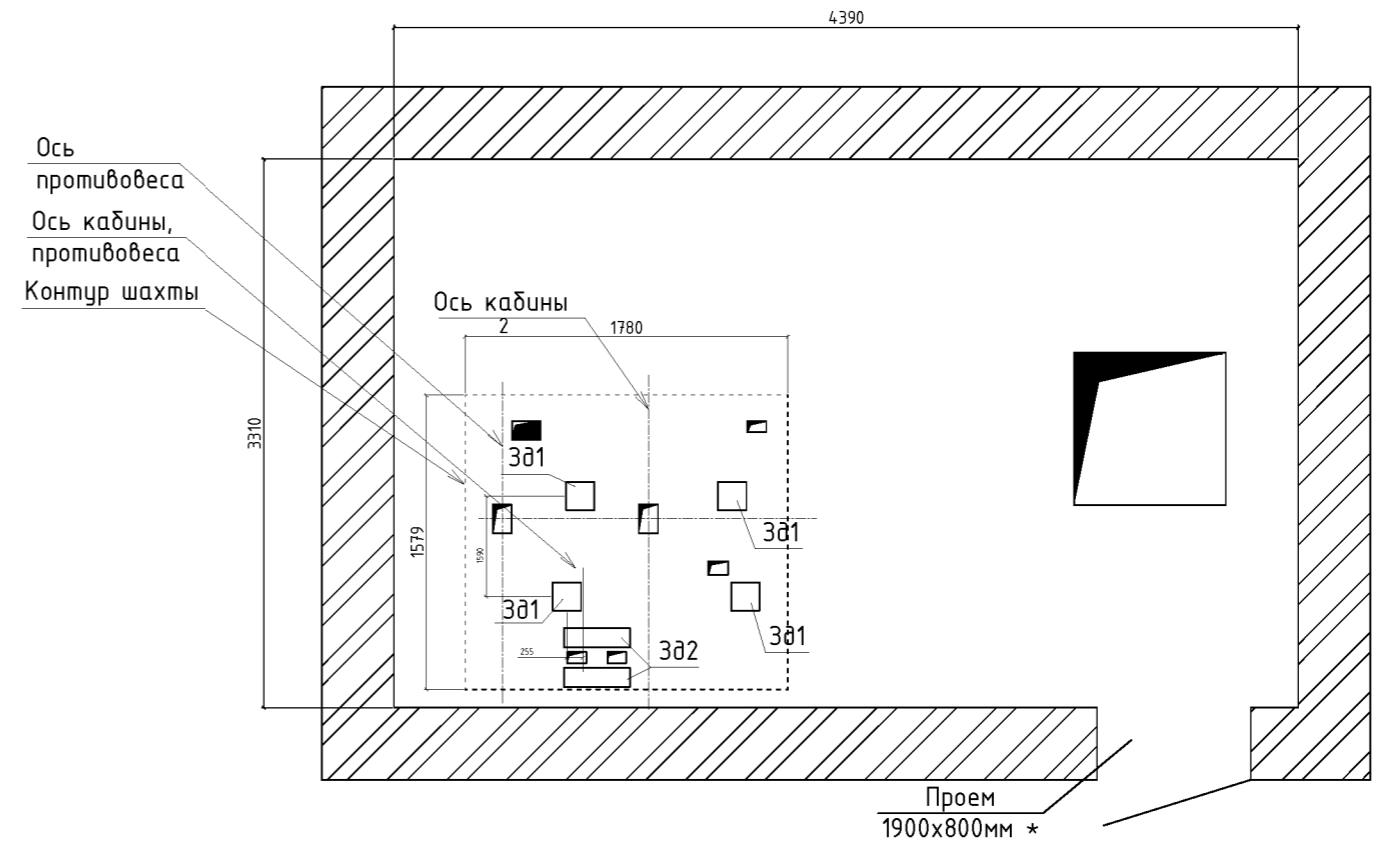 4390
Ось
противовеса
Ось кабины,
противовеса
Контур шахты
Ось кабины
2
1780
3310
1579
Зд1
1590
Зд1
Зд1
Зд1
Зд2
255
Проем
1900х800мм *